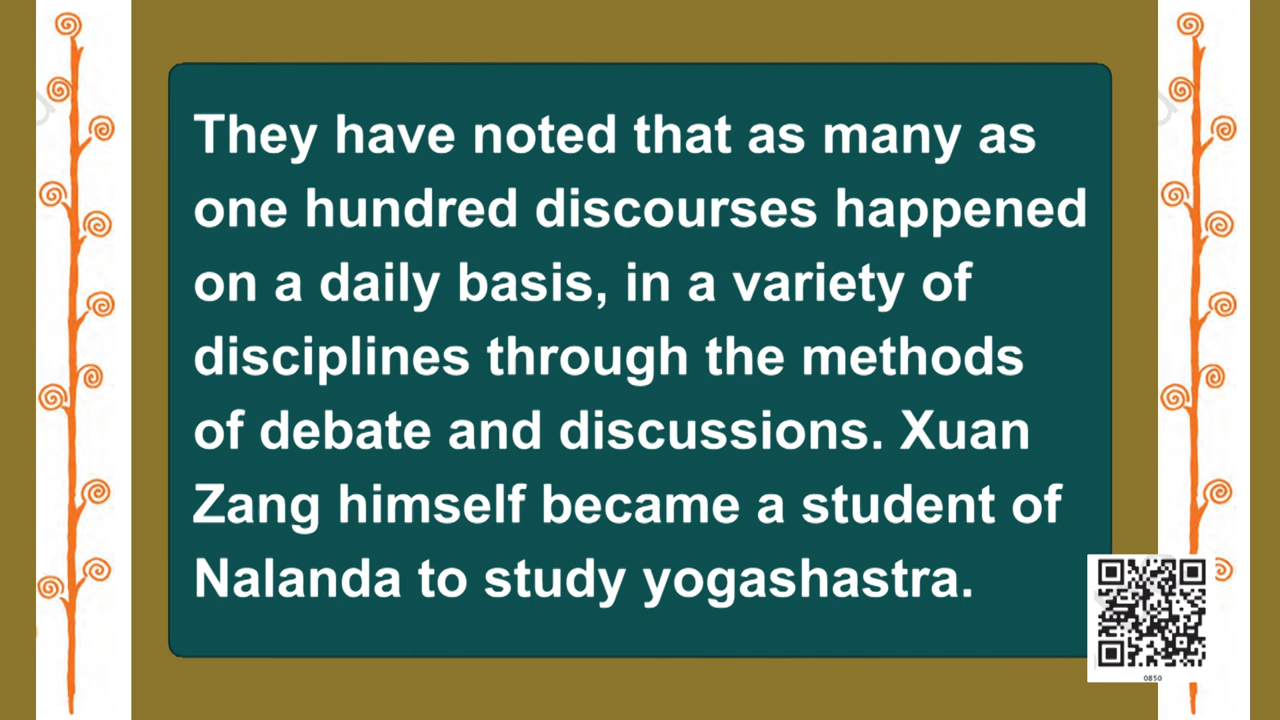 They have noted that as many as
one hundred discourses happened
on a daily basis, in a variety of
disciplines through the methods
of debate and discussions. Xuan
Zang himself became a student of
Nalanda to study yogashastra.
0850